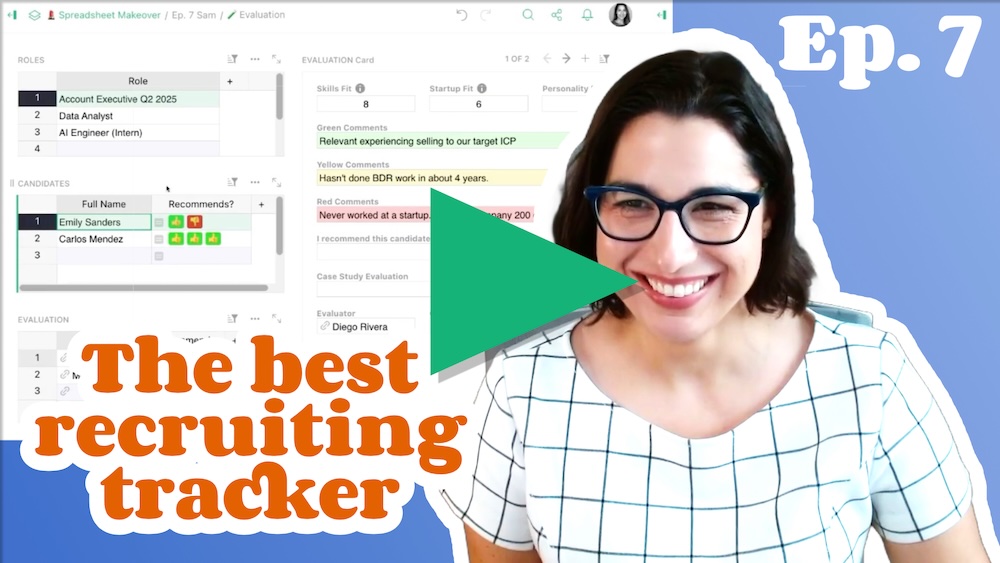 Spreadsheet Makeover / Ep. 7 Sam / Evaluation
Ep. 7
ROLES
Role
+
1 Account Executive Q2 2025
2 Data Analyst
3 AI Engineer (Intern)
4
CANDIDATES
Full Name Recommends? +
1 Emily Sanders
2 Carlos Mendez
3
EVALUATION
1
2
3
EVALUATION Card 1 OF 2
Skills Fit Startup Fit Personality
8 6
Green Comments
Relevant experiencing selling to our target ICP
Yellow Comments
Hasn't done BDR work in about 4 years.
Red Comments
Never worked at a startup. 200
I recommend this candidate
Case Study Evaluation
Evaluator
Diego Rivera
The best
recruiting
tracker